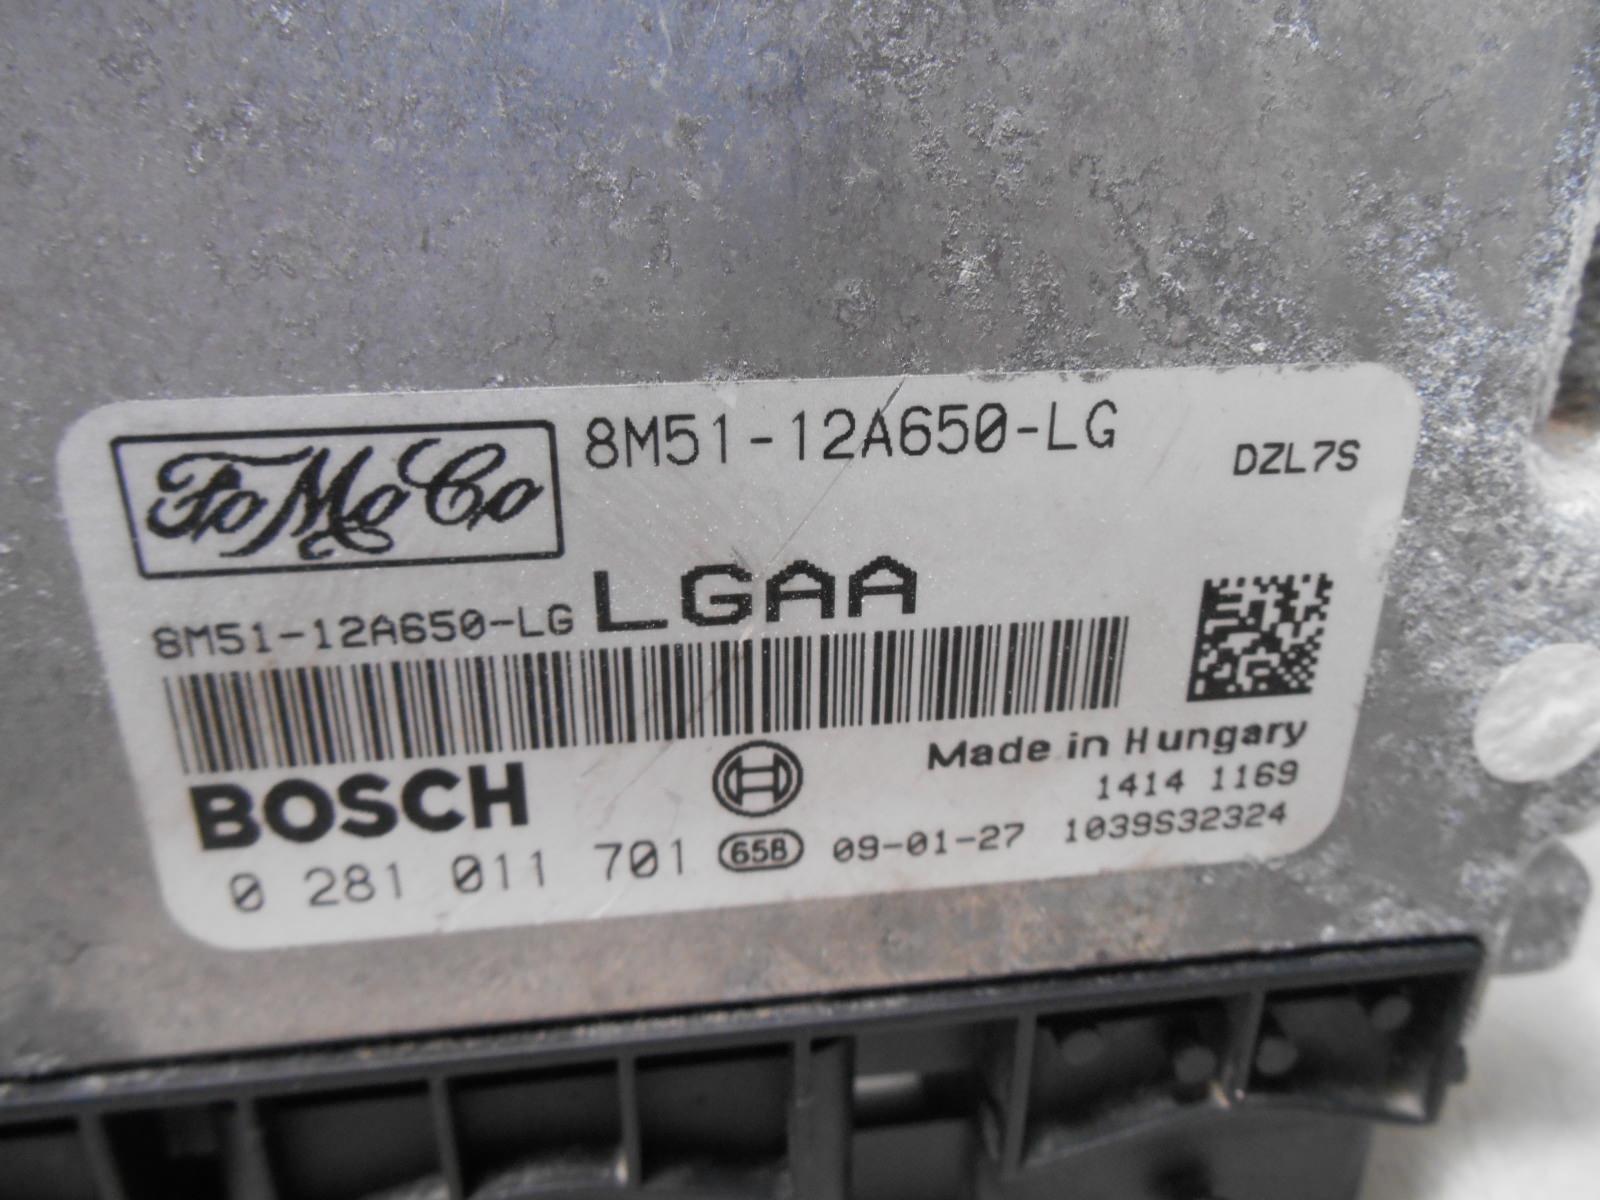 FoMoCo
8M51-12A650-LG
DZL7S
8M51-12A650-LG LGAA
BOSCH
Made in Hungary
1414 1169
0 281 011 701 658 09-01-27 1039S32324